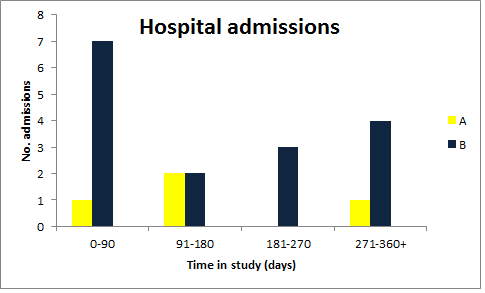 Hospital admissions
No. admissions
8
7
6
5
4
3
2
1
0
0-90 91-180 181-270 271-360+
Time in study (days)
A
B